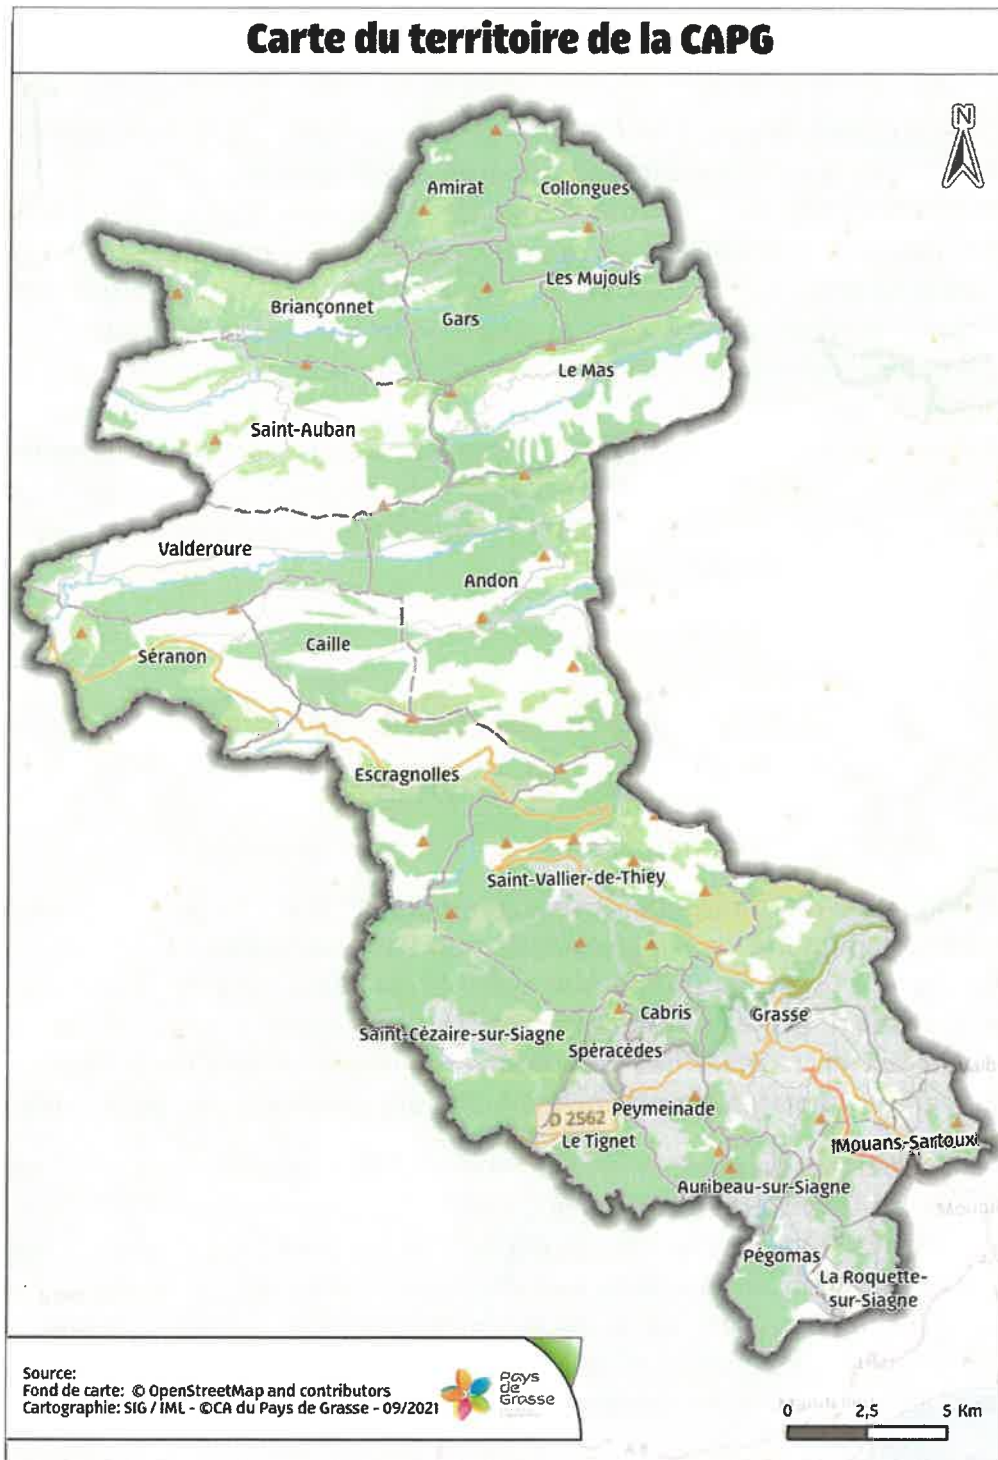 Carte du territoire de la CAPG
N
Amirat
Collongues
Les Mujouls
Briançonnet
Gars
Le Mas
Saint-Auban
Valderoure
Andon
Caille
Séranon
Escragnolles
Saint-Vallier-de-Thiey
Cabris
Grasse
Saint-Cézaire-sur-Siagne
Spéracédes
Peymeinade
D 2562
Le Tignet
Mouans-Sartoux
Auribeau-sur-Siagne
Pégomas
La Roquette-
sur-Siagne
Source:
Fond de carte: © OpenStreetMap and contributors
Cartographie: SIG / IML - ©CA du Pays de Grasse - 09/2021
Pays
de
Grasse
0 2,5 5 Km